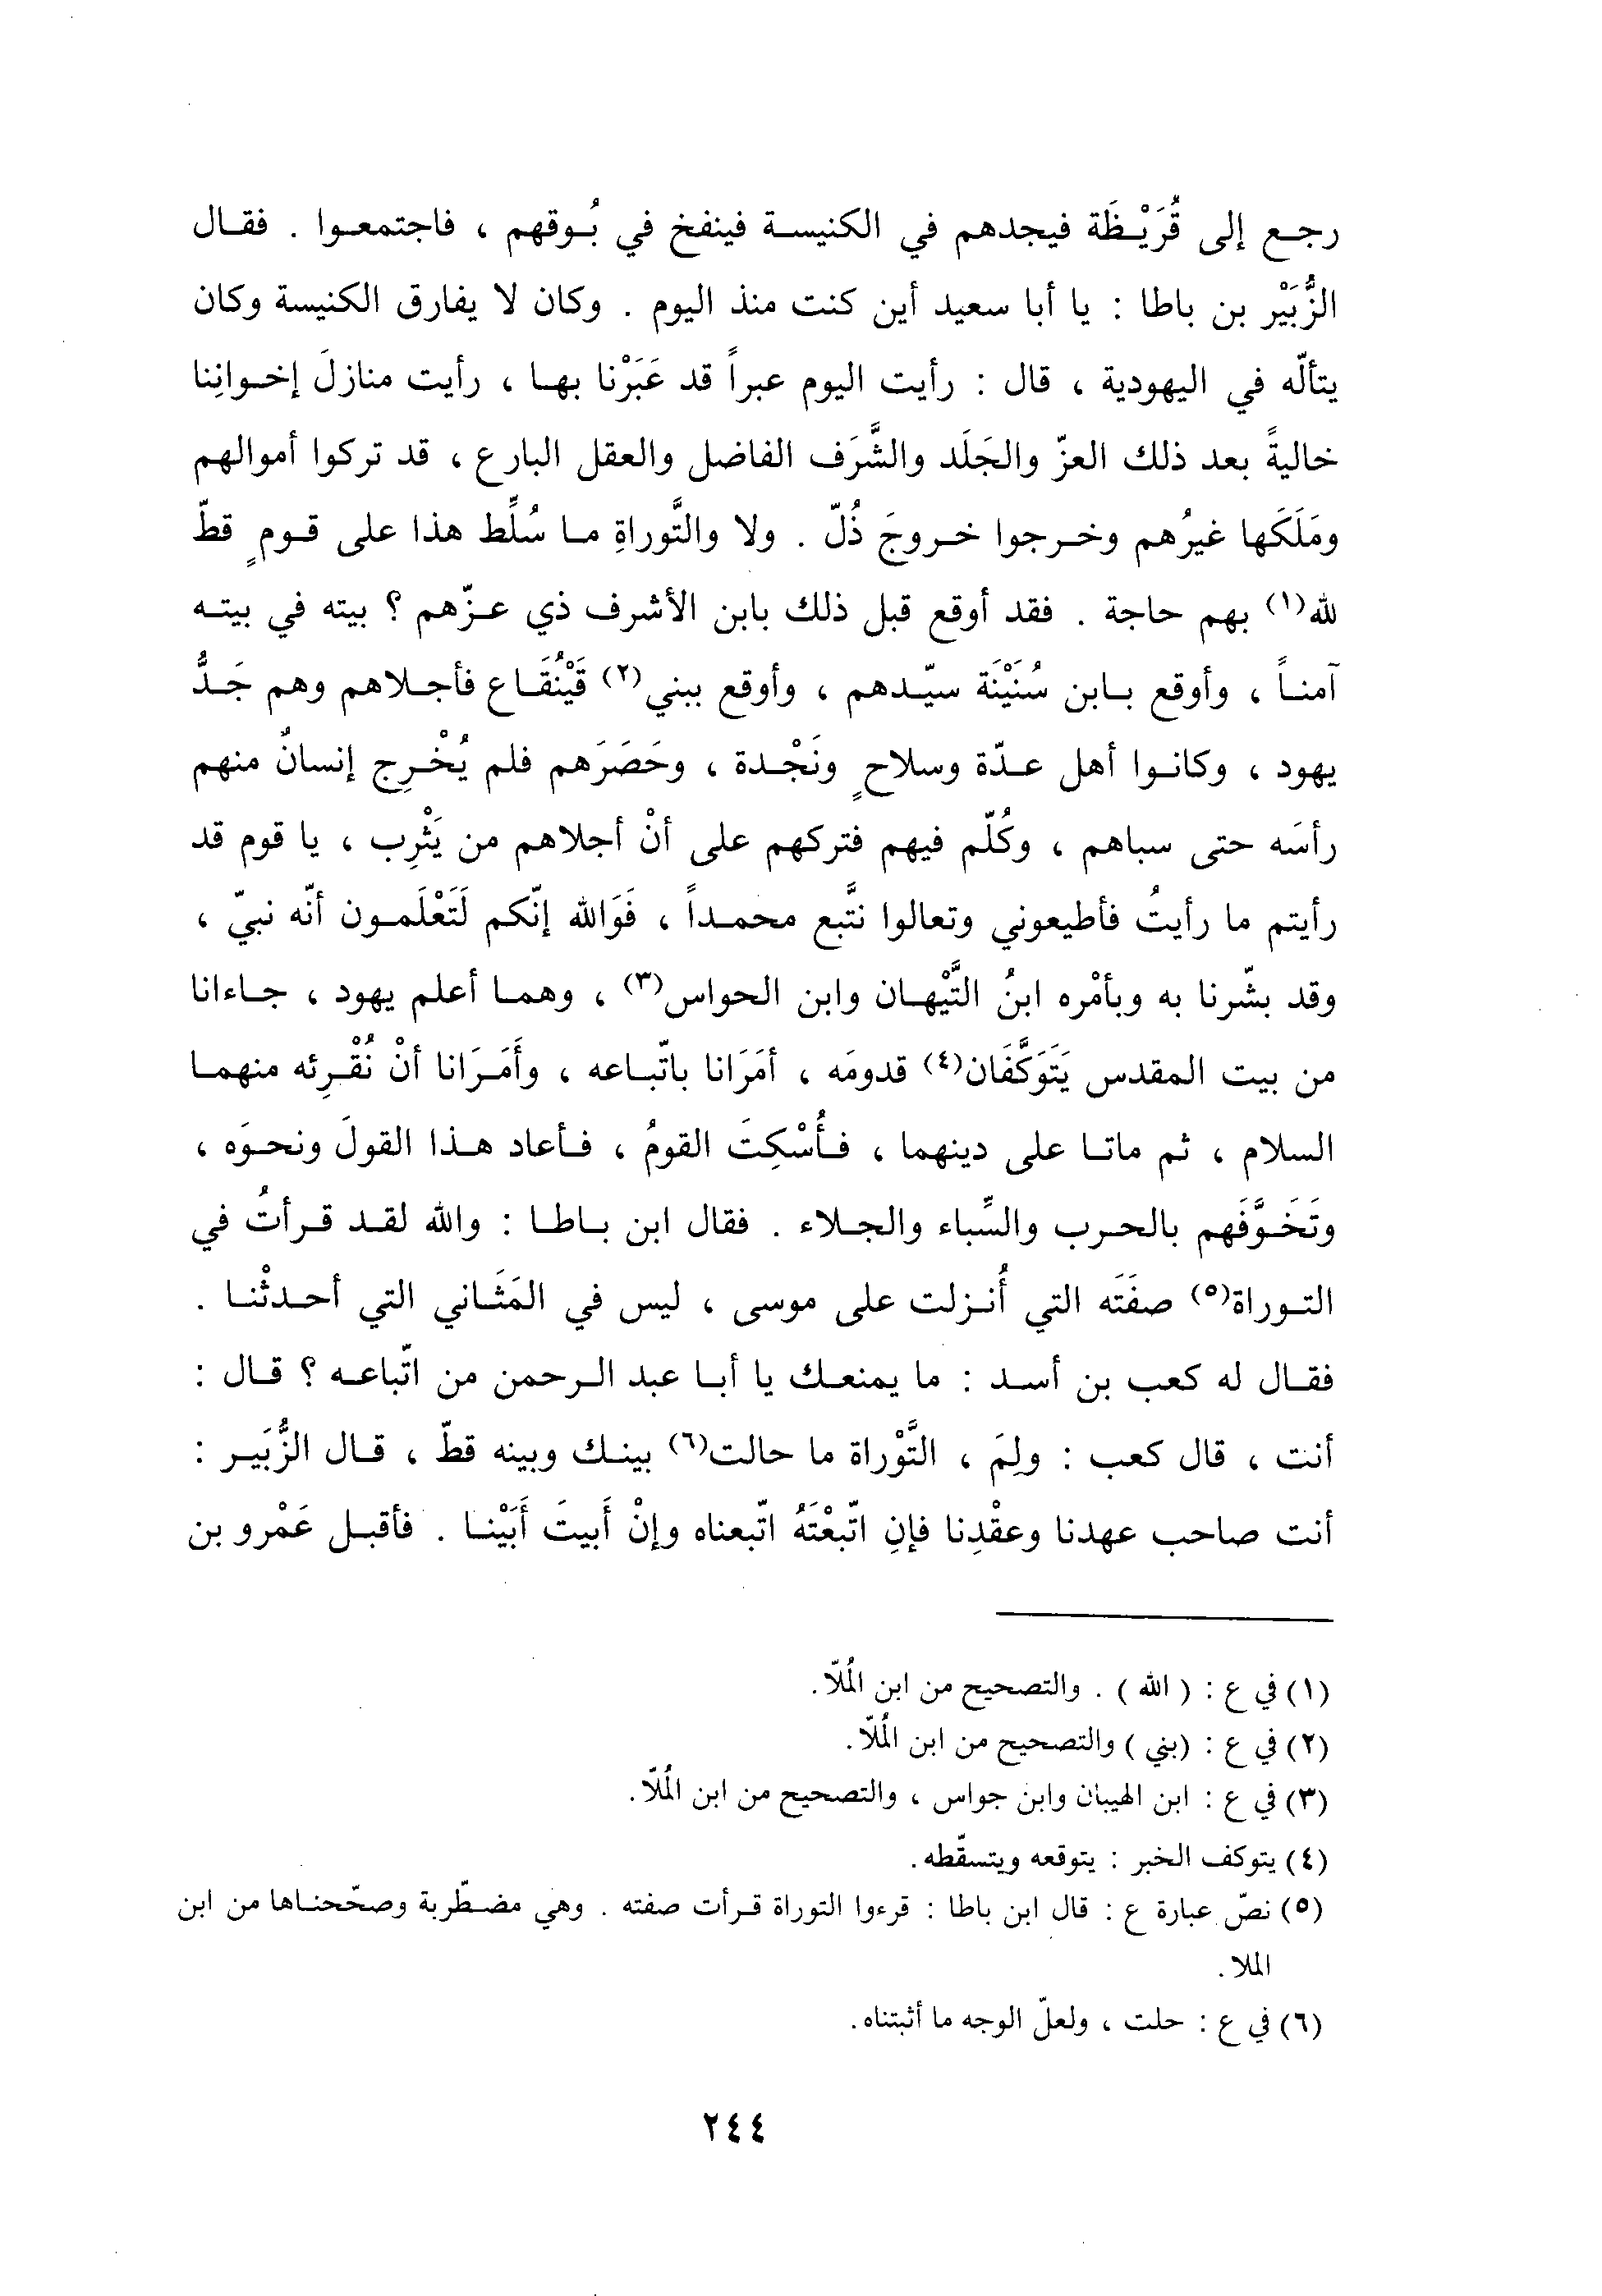 رجع إلى قُرَيْظَة فيجدهم في الكنيسة فينفخ في بُوقهم ، فاجتمعوا . فقال
الزُّبَيْر بن باطا : يا أبا سعيد أين كنت منذ اليوم . وكان لا يفارق الكنيسة وكان
يتألّه في اليهودية ، قال : رأيت اليوم عبراً قد عَبَرْنا بها ، رأيت منازلَ إخوانِنا
خاليةً بعد ذلك العزّ والجَلَد والشَّرَف الفاضل والعقل البارع ، قد تركوا أموالهم
ومَلَكَها غيرُهم وخرجوا خروجَ ذُلّ . ولا والتَّوراةِ ما سُلِّط هذا على قومٍ قطّ
لله(١) بهم حاجة . فقد أوقع قبل ذلك بابن الأشرف ذي عزّهم ؟ بيته في بيته
آمناً ، وأوقع بابن سُنَيْنَة سيّدهم ، وأوقع ببني(٢) قَيْنُقَاع فأجلاهم وهم جَدُّ
يهود ، وكانوا أهل عدّة وسلاحٍ ونَجْدة ، وحَصَرَهم فلم يُخْرِج إنسانٌ منهم
رأسَه حتى سباهم ، وكُلّم فيهم فتركهم على أنْ أجلاهم من يَثْرِب ، يا قوم قد
رأيتم ما رأيتُ فأطيعوني وتعالوا نتَّبع محمداً ، فَوَالله إنّكم لَتَعْلَمون أنّه نبيّ ،
وقد بشّرنا به وبأمْره ابنُ التَّيْهان وابن الحواس(٣) ، وهما أعلم يهود ، جاءانا
من بيت المقدس يَتَوَكَّفَان(٤) قدومَه ، أمَرَانا باتّباعه ، وأَمَرَانا أنْ نُقْرِئه منهما
السلام ، ثم ماتا على دينهما ، فأُسْكِتَ القومُ ، فأعاد هذا القولَ ونحوَه ،
وتَخَوَّفَهم بالحرب والسِّباء والجلاء . فقال ابن باطا : والله لقد قرأتُ في
التوراة(٥) صفَتَه التي أُنزلت على موسى ، ليس في المَثَاني التي أحدثْنا .
فقال له كعب بن أسد : ما يمنعك يا أبا عبد الرحمن من اتّباعه ؟ قال :
أنت ، قال كعب : ولِمَ ، التَّوْراة ما حالت(٦) بينك وبينه قطّ ، قال الزُّبَير :
أنت صاحب عهدنا وعقْدِنا فإنِ اتّبعْتَهُ اتّبعناه وإنْ أَبيتَ أَبَيْنا . فأقبل عَمْرو بن
(١) في ع : ( الله ) . والتصحيح من ابن المُلاّ.
(٢) في ع : (بني ) والتصحيح من ابن المُلاّ.
(٣) في ع : ابن الهيبان وابن جواس ، والتصحيح من ابن المُلاّ.
(٤) يتوكف الخبر : يتوقعه ويتسقّطه.
(٥) نصّ عبارة ع : قال ابن باطا : قرءوا التوراة قرأت صفته . وهي مضطّربة وصحّحناها من ابن
الملا.
(٦) في ع : حلت ، ولعلّ الوجه ما أثبتناه.
٢٤٤